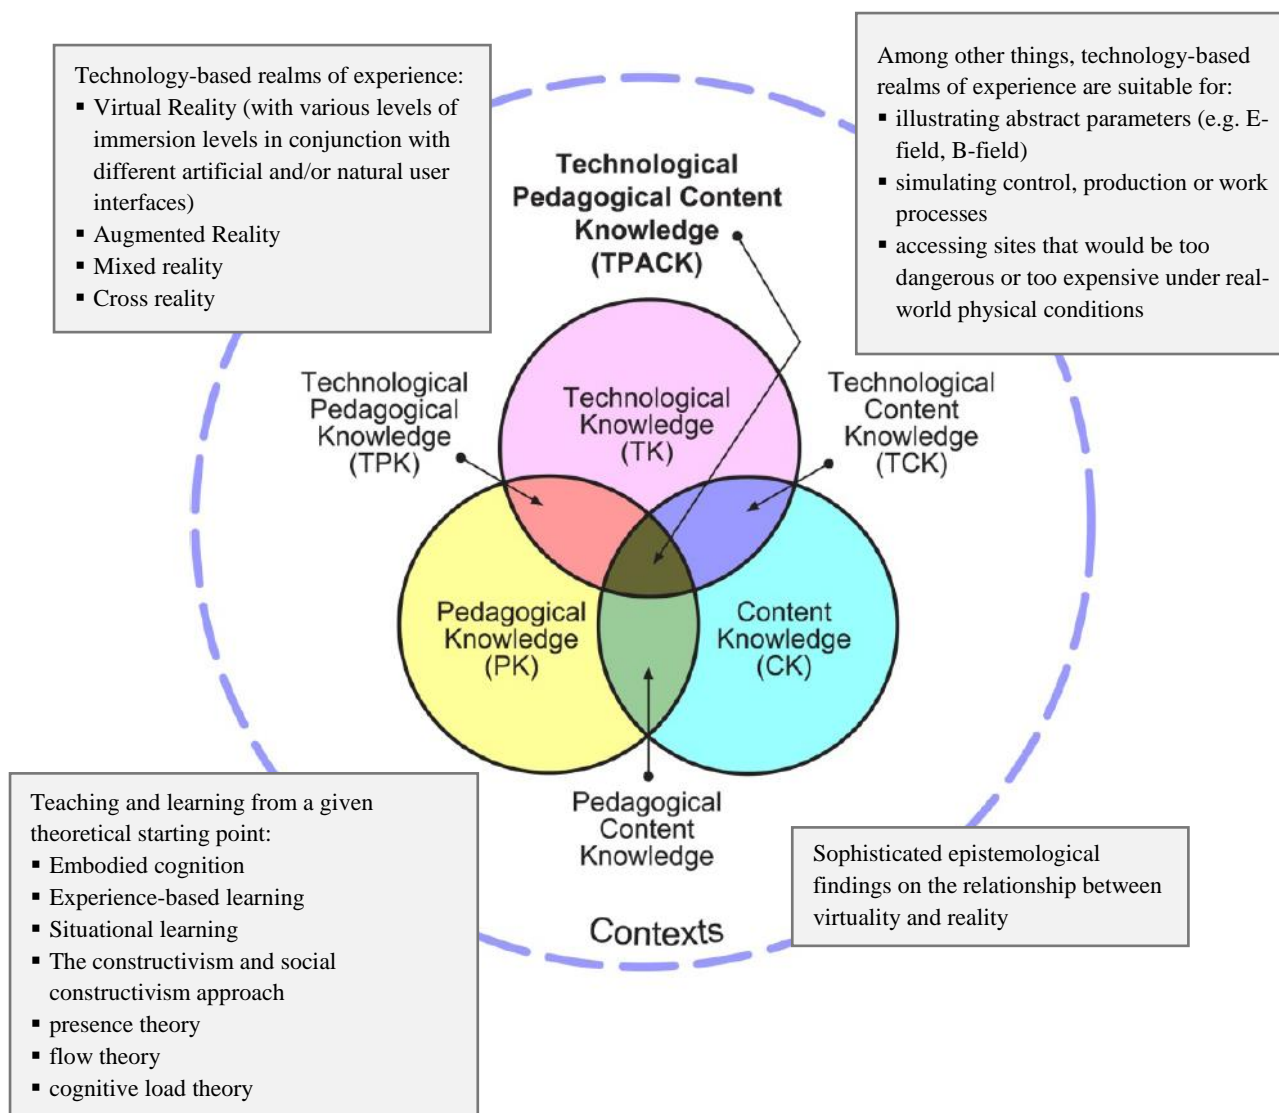 Technology-based realms of experience:
▪ Virtual Reality (with various levels of
immersion levels in conjunction with
different artificial and/or natural user
interfaces)
▪ Augmented Reality
▪ Mixed reality
▪ Cross reality
Among other things, technology-based
realms of experience are suitable for:
▪ illustrating abstract parameters (e.g. E-
field, B-field)
▪ simulating control, production or work
processes
▪ accessing sites that would be too
dangerous or too expensive under real-
world physical conditions
Technological
Pedagogical Content
Knowledge
(TPACK)
Technological
Pedagogical
Knowledge
(TPK)
Technological
Knowledge
(TK)
Technological
Content
Knowledge
(TCK)
Pedagogical
Knowledge
(PK)
Content
Knowledge
(CK)
Pedagogical
Content
Knowledge
Contexts
Teaching and learning from a given
theoretical starting point:
▪ Embodied cognition
▪ Experience-based learning
▪ Situational learning
▪ The constructivism and social
constructivism approach
▪ presence theory
▪ flow theory
▪ cognitive load theory
Sophisticated epistemological
findings on the relationship between
virtuality and reality